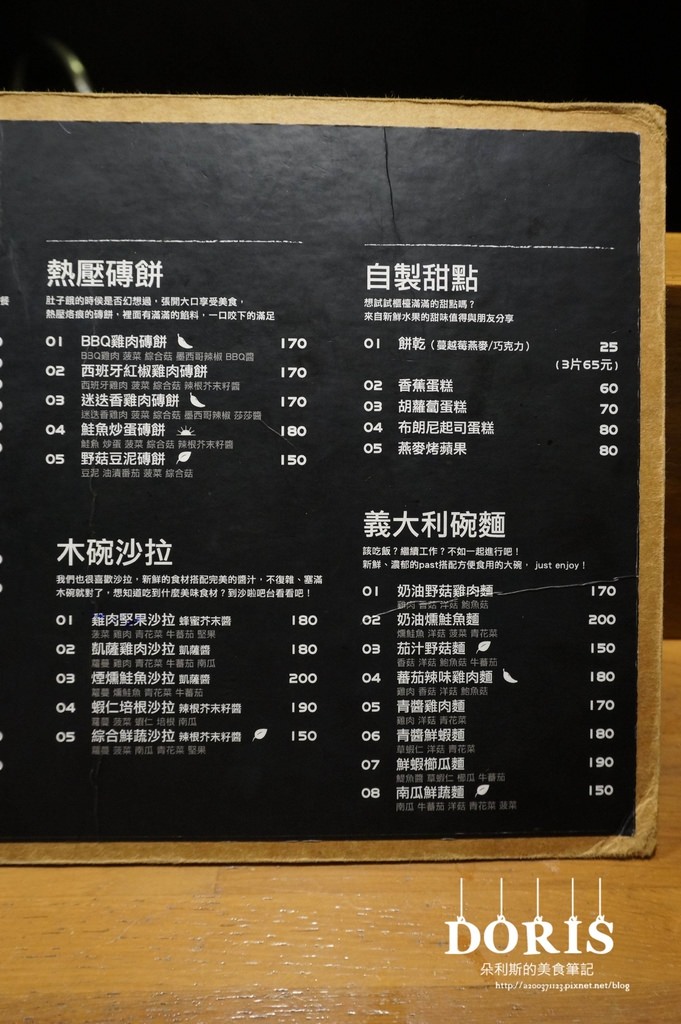 餐
熱壓磚餅
肚子餓的時侯是否幻想過，張開大口享受美食，
熱壓烙痕的磚餅，裡面有滿滿的餡料，一口咬下的滿足
01 BBQ雞肉磚餅 170
BBQ雞肉 菠菜 綜合菇 墨西哥辣椒 BBQ醬
02 西班牙紅椒雞肉磚餅 170
西班牙雞肉 菠菜 綜合菇 辣根芥末籽醬
03 迷迭香雞肉磚餅 170
迷迭香雞肉 菠菜 綜合菇 墨西哥辣椒 莎莎醬
04 鮭魚炒蛋磚餅 180
鮭魚 炒蛋 菠菜 綜合菇 辣根芥末籽醬
05 野菇豆泥磚餅 150
豆泥 油漬番茄 菠菜 綜合菇
木碗沙拉
我們也很喜歡沙拉，新鮮的食材搭配完美的醬汁，不復雜、塞滿
木碗就對了，想知道吃到什麼美味食材？到沙啦吧台看看吧！
01 雞肉堅果沙拉 蜂蜜芥末醬 180
菠菜 雞肉 青花菜 牛番茄 堅果
02 凱薩雞肉沙拉 凱薩醬 180
蘿蔓 雞肉 青花菜 牛番茄 南瓜
03 煙燻鮭魚沙拉 凱薩醬 200
蘿蔓 燻鮭魚 青花菜 牛番茄
04 蝦仁培根沙拉 辣根芥末籽醬 190
蘿蔓 菠菜 蝦仁 培根 南瓜
05 綜合鮮蔬沙拉 辣根芥末籽醬 150
蘿蔓 菠菜 南瓜 青花菜 堅果
自製甜點
想試試櫃檯滿滿的甜點嗎？
來自新鮮水果的甜味值得與朋友分享
01 餅乾（蔓越莓燕麥/巧克力） 25
(3片65元)
02 香蕉蛋糕 60
03 胡蘿蔔蛋糕 70
04 布朗尼起司蛋糕 80
05 燕麥烤蘋果 80
義大利碗麵
該吃飯？繼續工作？不如一起進行吧！
新鮮、濃郁的past搭配方便食用的大碗， just enjoy！
01 奶油野菇雞肉麵 170
雞肉 香菇 洋菇 鮑魚菇
02 奶油燻鮭魚麵 200
燻鮭魚 洋菇 菠菜 青花菜
03 茄汁野菇麵 150
香菇 洋菇 鮑魚菇 牛番茄
04 蕃茄辣味雞肉麵 180
雞肉 香菇 洋菇 鮑魚菇
05 青醬雞肉麵 170
雞肉 洋菇 青花菜
06 青醬鮮蝦麵 180
草蝦仁 洋菇 青花菜
07 鮮蝦櫛瓜麵 190
鯷魚醬 草蝦仁 櫛瓜 牛番茄
08 南瓜鮮蔬麵 150
南瓜 牛番茄 洋菇 青花菜 菠菜
DORIS
朵利斯的美食筆記
http://a200371123.pixnet.net/blog